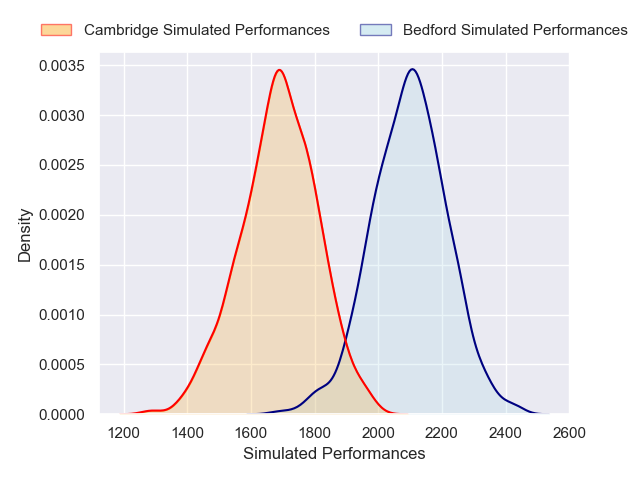 Cambridge Simulated Performances
Bedford Simulated Performances
0.0035
0.0030
0.0025
0.0020
0.0015
0.0010
0.0005
0.0000
Density
1200 1400 1600 1800 2000 2200 2400 2600
Simulated Performances